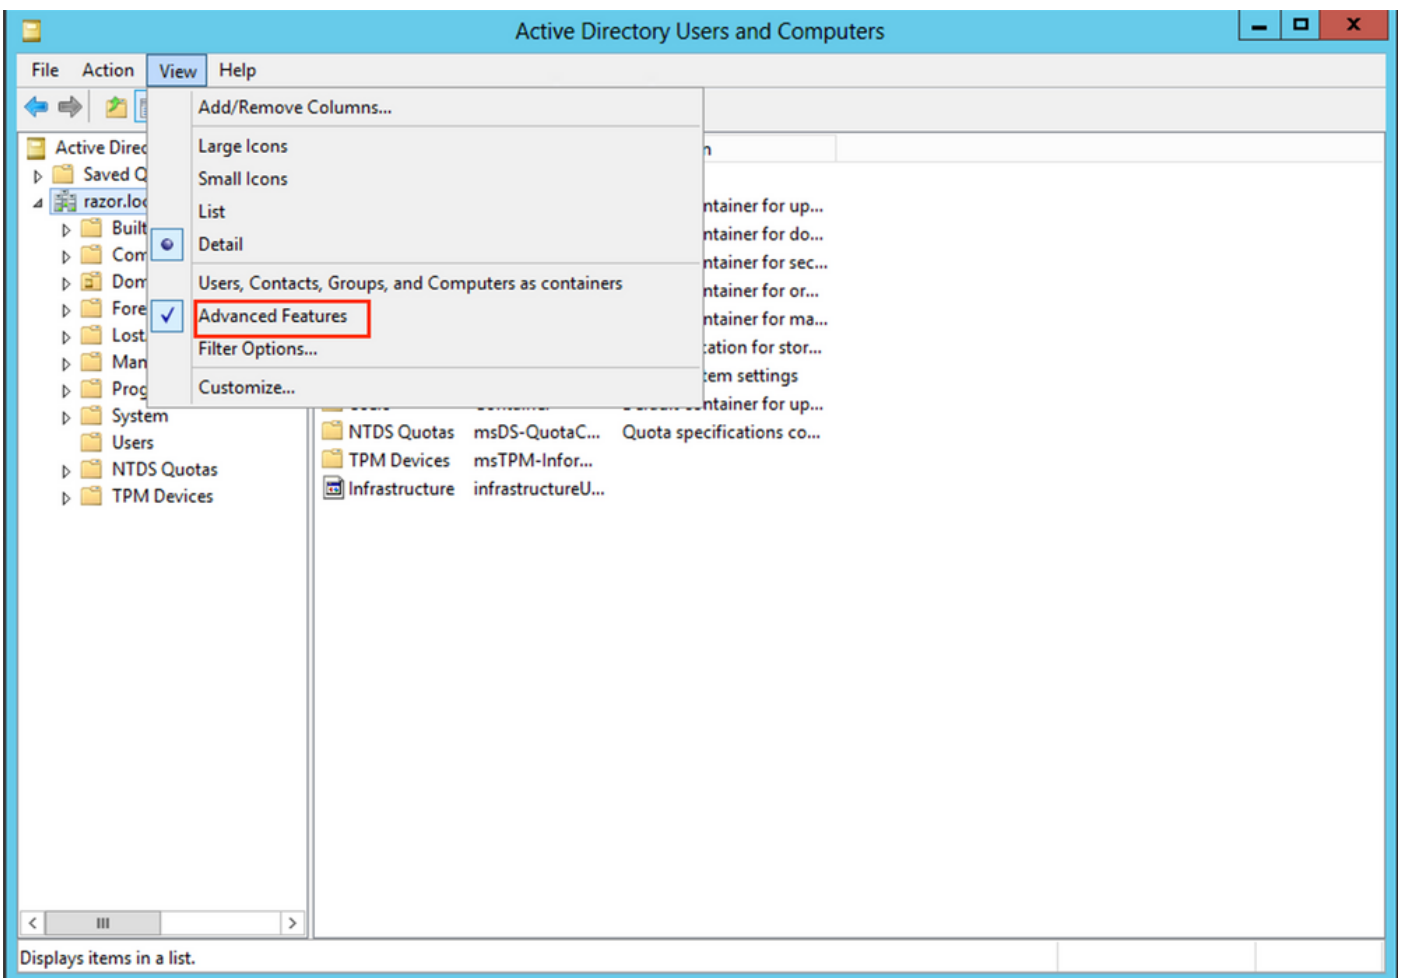 Active Directory Users and Computers
File Action View Help
Add/Remove Columns...
Large Icons
Small Icons
List
Detail
Users, Contacts, Groups, and Computers as containers
Advanced Features
Filter Options...
Customize...
Active Direc
Saved Q
razor.loc
Built
Com
Dom
Fore
Lost
Man
Prog
System
Users
NTDS Quotas
TPM Devices
n
ntainer for up...
ntainer for do...
ntainer for sec...
ntainer for or...
ntainer for ma...
ation for stor...
tem settings
ntainer for up...
NTDS Quotas msDS-QuotaC... Quota specifications co...
TPM Devices msTPM-Infor...
Infrastructure infrastructureU...
Displays items in a list.